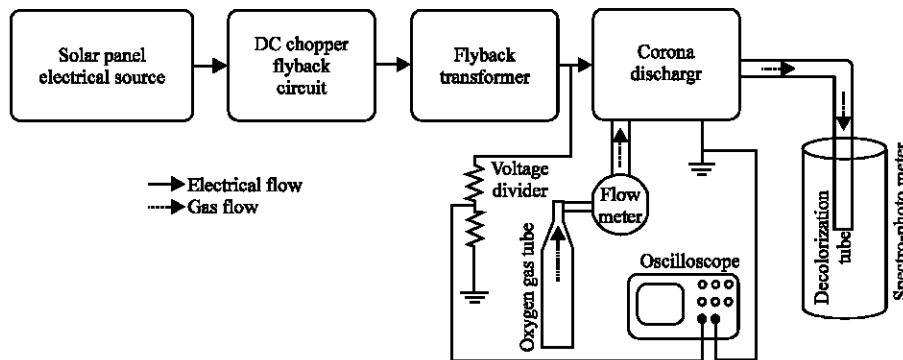 Solar panel
electrical source
DC chopper
flyback
circuit
Flyback
transformer
Corona
dischargr
Electrical flow
Gas flow
Voltage
divider
Flow
meter
Oxygen gas tube
Oscilloscope
Decolorization
tube
Spectro-photo meter